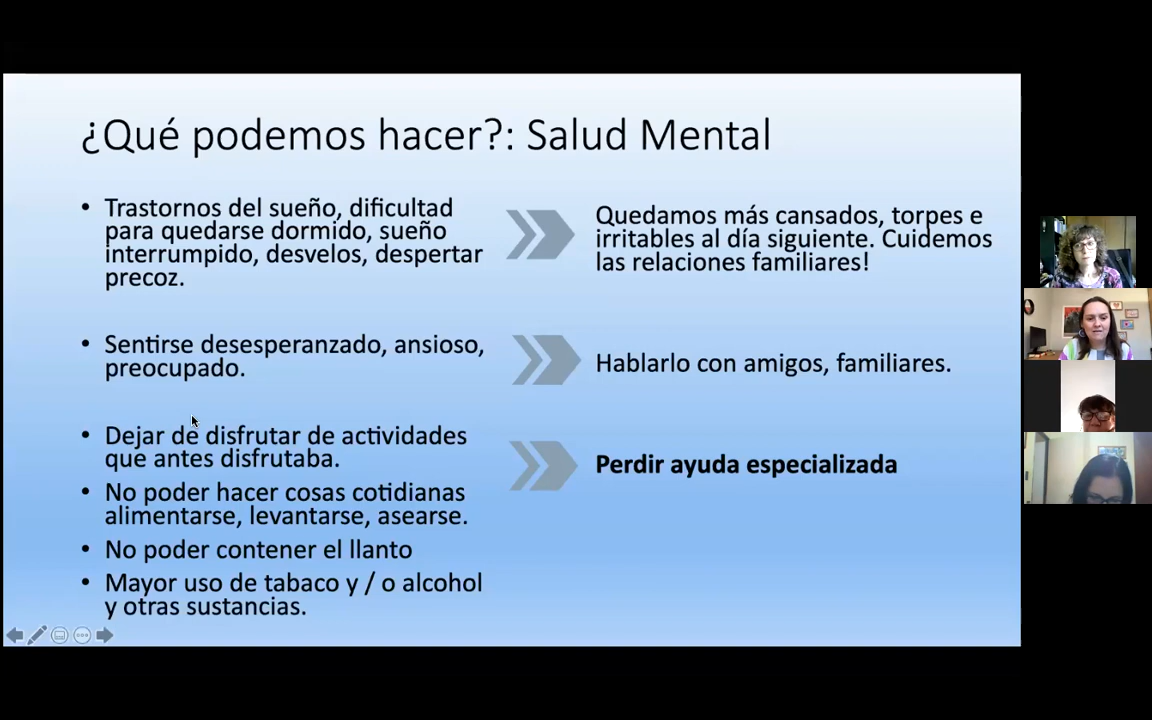 ¿Qué podemos hacer?: Salud Mental
• Trastornos del sueño, dificultad
para quedarse dormido, sueño
interrumpido, desvelos, despertar
precoz.
Quedamos más cansados, torpes e
irritables al día siguiente. Cuidemos
las relaciones familiares!
• Sentirse desesperanzado, ansioso,
preocupado.
Hablarlo con amigos, familiares.
• Dejar de disfrutar de actividades
que antes disfrutaba.
• No poder hacer cosas cotidianas
alimentarse, levantarse, asearse.
• No poder contener el llanto
• Mayor uso de tabaco y / o alcohol
y otras sustancias.
Perdir ayuda especializada